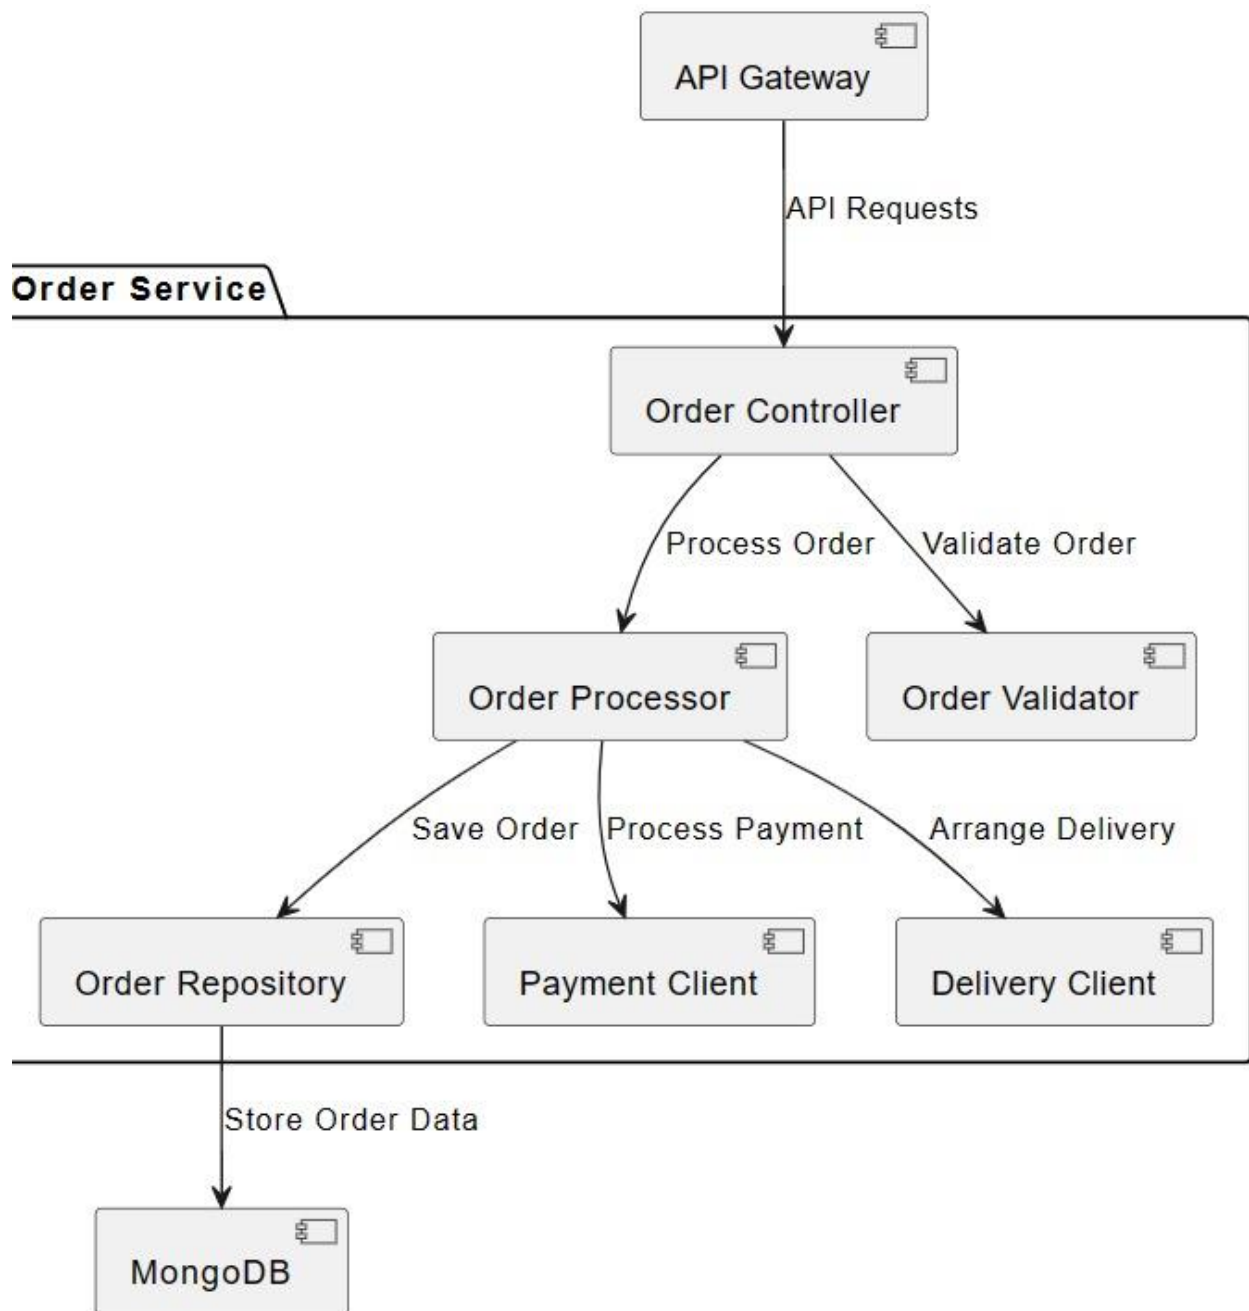 API Gateway
API Requests
Order Service
Order Controller
Process Order
Validate Order
Order Processor
Order Validator
Save Order
Process Payment
Arrange Delivery
Order Repository
Payment Client
Delivery Client
Store Order Data
MongoDB